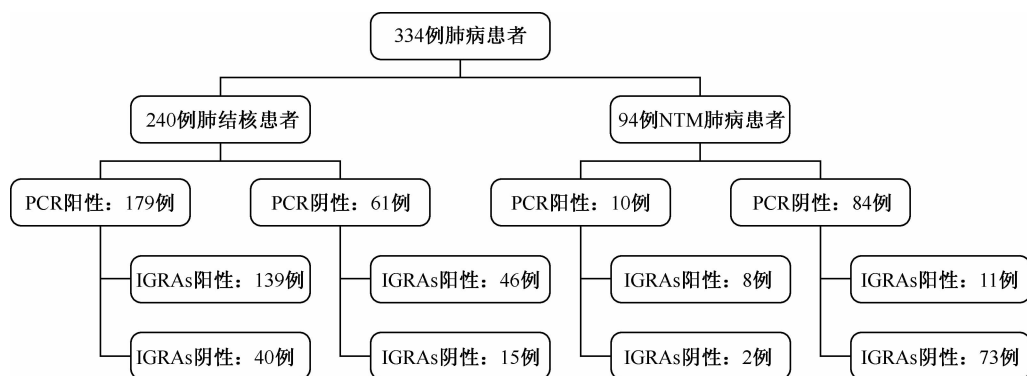 334例肺病患者
240例肺结核患者
94例NTM肺病患者
PCR阳性：179例
PCR阴性：61例
PCR阳性：10例
PCR阴性：84例
IGRAs阳性：139例
IGRAs阳性：46例
IGRAs阳性：8例
IGRAs阳性：11例
IGRAs阴性：40例
IGRAs阴性：15例
IGRAs阴性：2例
IGRAs阴性：73例